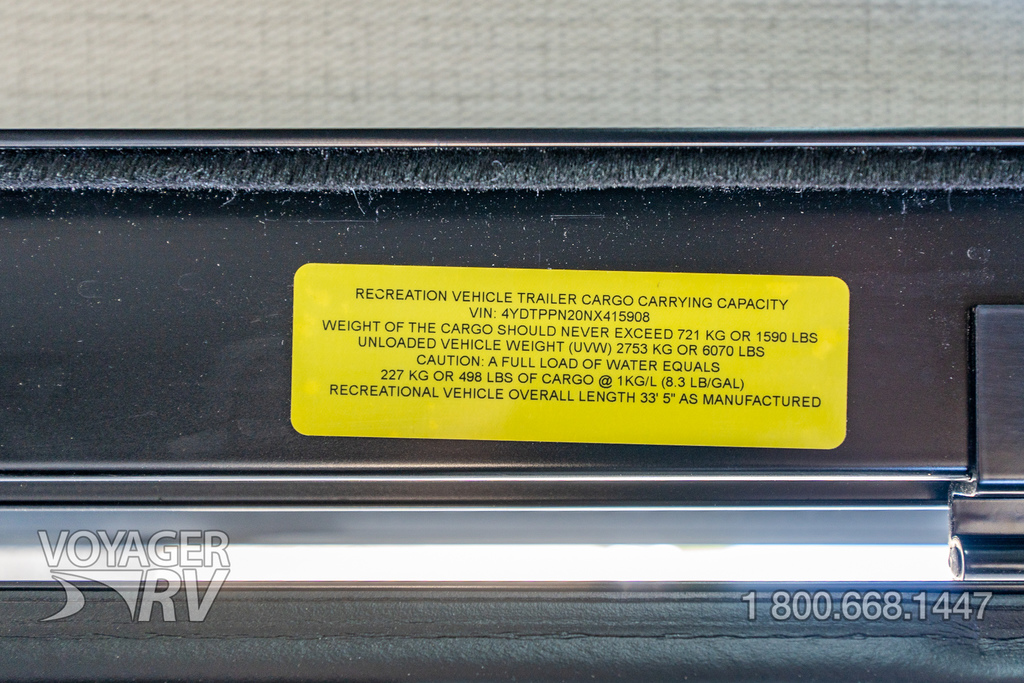 RECREATION VEHICLE TRAILER CARGO CARRYING CAPACITY
VIN: 4YDTPPN20NX415908
WEIGHT OF THE CARGO SHOULD NEVER EXCEED 721 KG OR 1590 LBS
UNLOADED VEHICLE WEIGHT (UVW) 2753 KG OR 6070 LBS
CAUTION: A FULL LOAD OF WATER EQUALS
227 KG OR 498 LBS OF CARGO @ 1KG/L (8.3 LB/GAL)
RECREATIONAL VEHICLE OVERALL LENGTH 33' 5" AS MANUFACTURED
VOYAGER
RV
1 800.668.1447